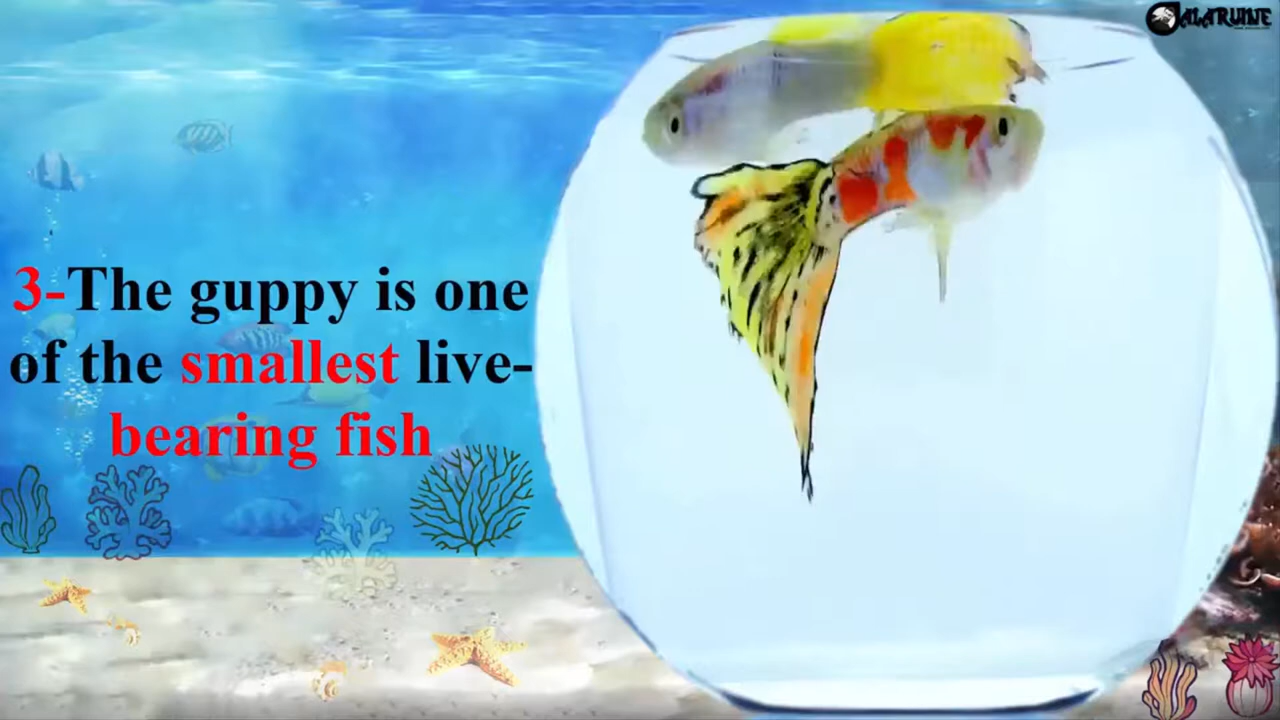 3-The guppy is one
of the smallest live-
bearing fish